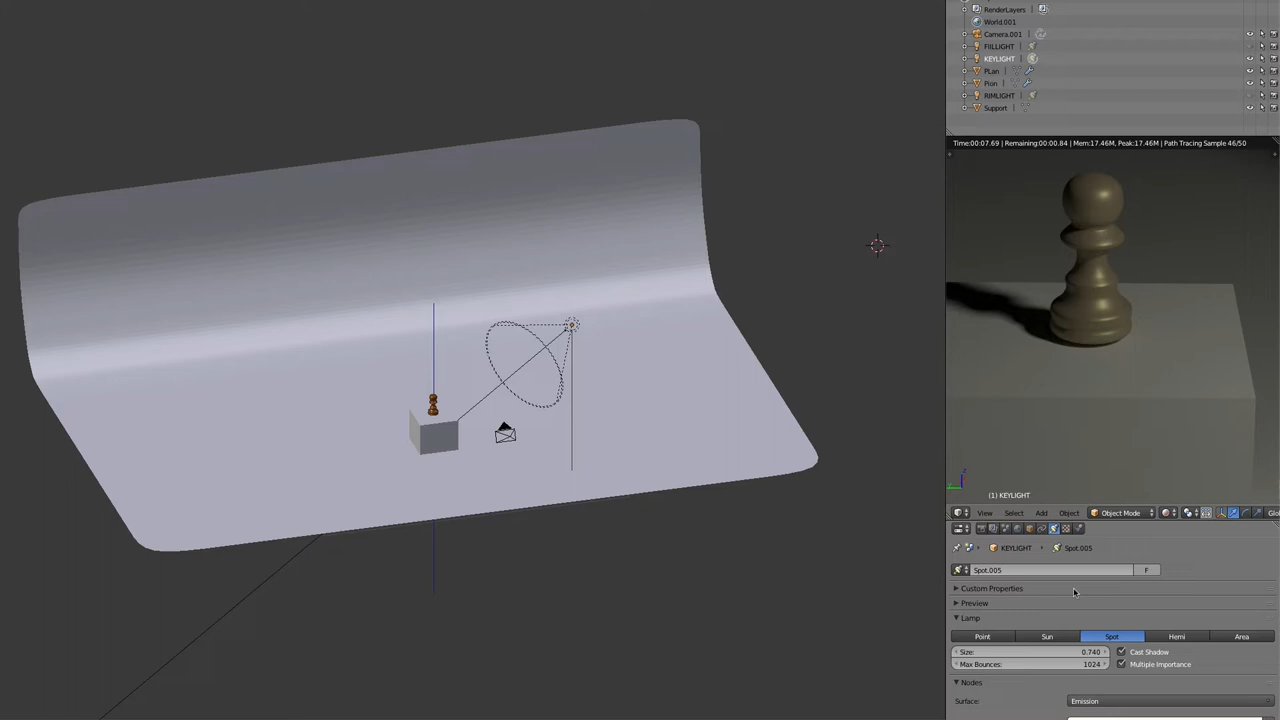 RenderLayers
World.001
Camera.001
FIILLIGHT
KEYLIGHT
PLan
Pion
RIMLIGHT
Support
Time:00:07.69 | Remaining:00:00.84 | Mem:17.46M, Peak:17.46M | Path Tracing Sample 46/50
(1) KEYLIGHT
View Select Add Object Object Mode Glo
KEYLIGHT Spot.005
Spot.005 F
Custom Properties
Preview
Lamp
Point Sun Spot Hemi Area
Size: 0.740 Cast Shadow
Max Bounces: 1024 Multiple Importance
Nodes
Surface: Emission